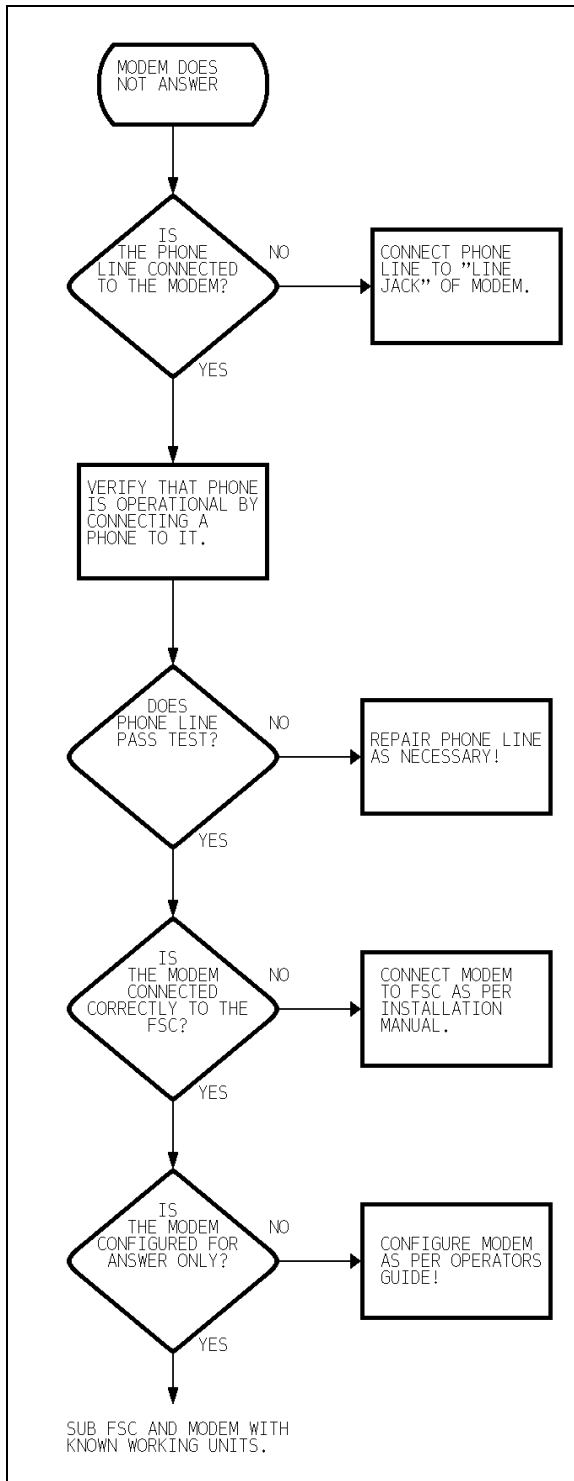 MODEM DOES
NOT ANSWER
IS
THE PHONE
LINE CONNECTED
TO THE MODEM?
NO
CONNECT PHONE
LINE TO "LINE
JACK" OF MODEM.
YES
VERIFY THAT PHONE
IS OPERATIONAL BY
CONNECTING A
PHONE TO IT.
DOES
PHONE LINE
PASS TEST?
NO
REPAIR PHONE LINE
AS NECESSARY!
YES
IS
THE MODEM
CONNECTED
CORRECTLY TO THE
FSC?
NO
CONNECT MODEM
TO FSC AS PER
INSTALLATION
MANUAL.
YES
IS
THE MODEM
CONFIGURED FOR
ANSWER ONLY?
NO
CONFIGURE MODEM
AS PER OPERATORS
GUIDE!
YES
SUB FSC AND MODEM WITH
KNOWN WORKING UNITS.